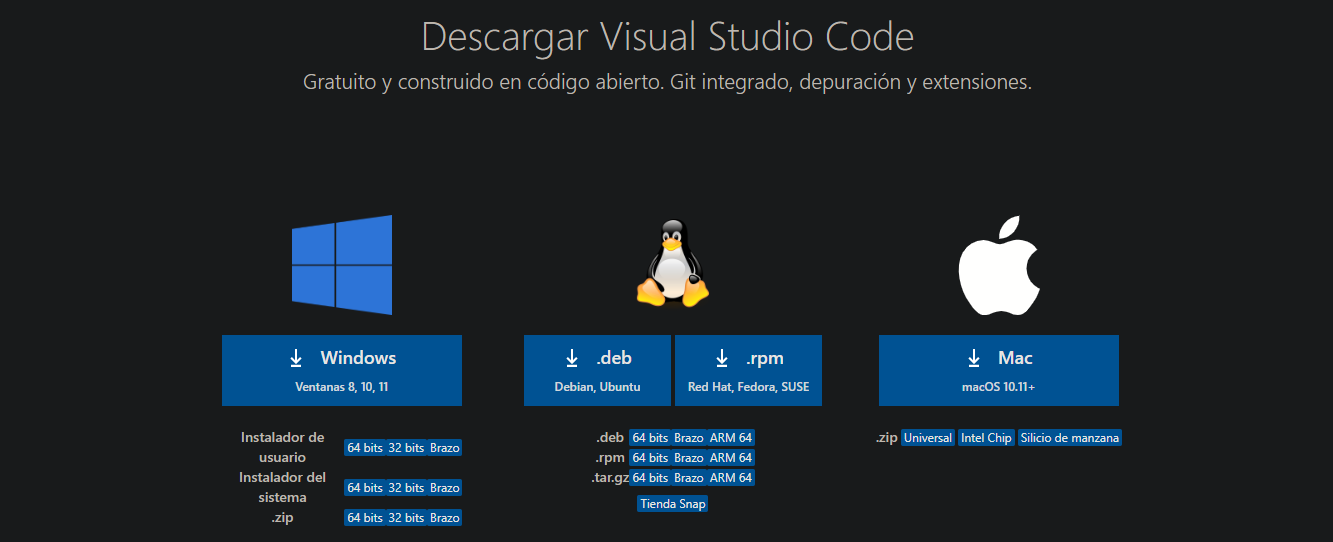 Descargar Visual Studio Code
Gratuito y construido en código abierto. Git integrado, depuración y extensiones.
Windows
Ventanas 8, 10, 11
.deb
Debian, Ubuntu
.rpm
Red Hat, Fedora, SUSE
Mac
macOS 10.11+
Instalador de
usuario
64 bits 32 bits Brazo
Instalador del
sistema
64 bits 32 bits Brazo
.zip 64 bits 32 bits Brazo
.deb 64 bits Brazo ARM 64
.rpm 64 bits Brazo ARM 64
.tar.gz 64 bits Brazo ARM 64
Tienda Snap
.zip Universal Intel Chip Silicio de manzana